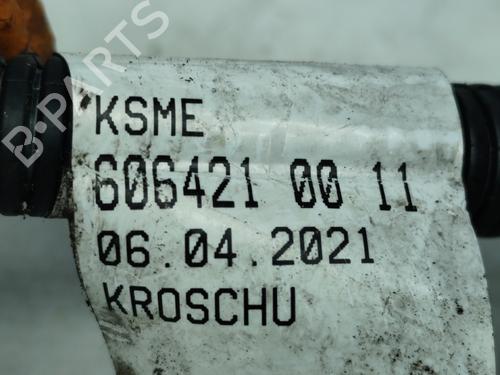 KSME
606421 00 11
06.04.2021
KROSCHU
B-PARTS